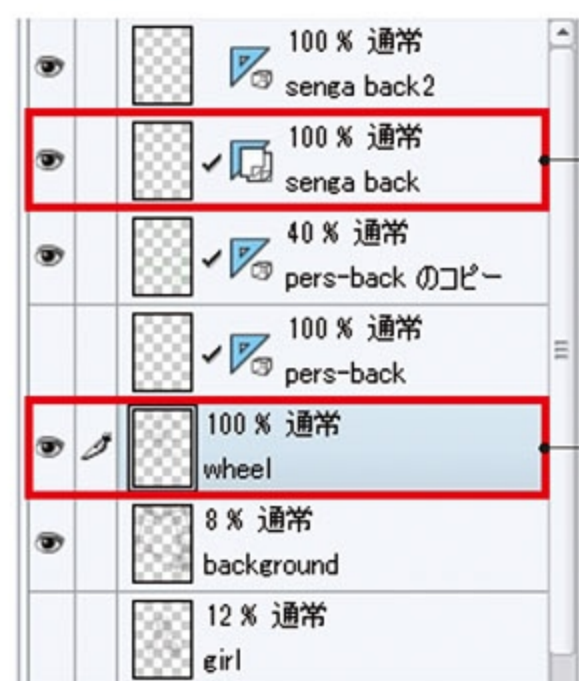 100 % 通常
senga back2
100 % 通常
senga back
40 % 通常
pers-back のコピー
100 % 通常
pers-back
100 % 通常
wheel
8 % 通常
background
12 % 通常
girl